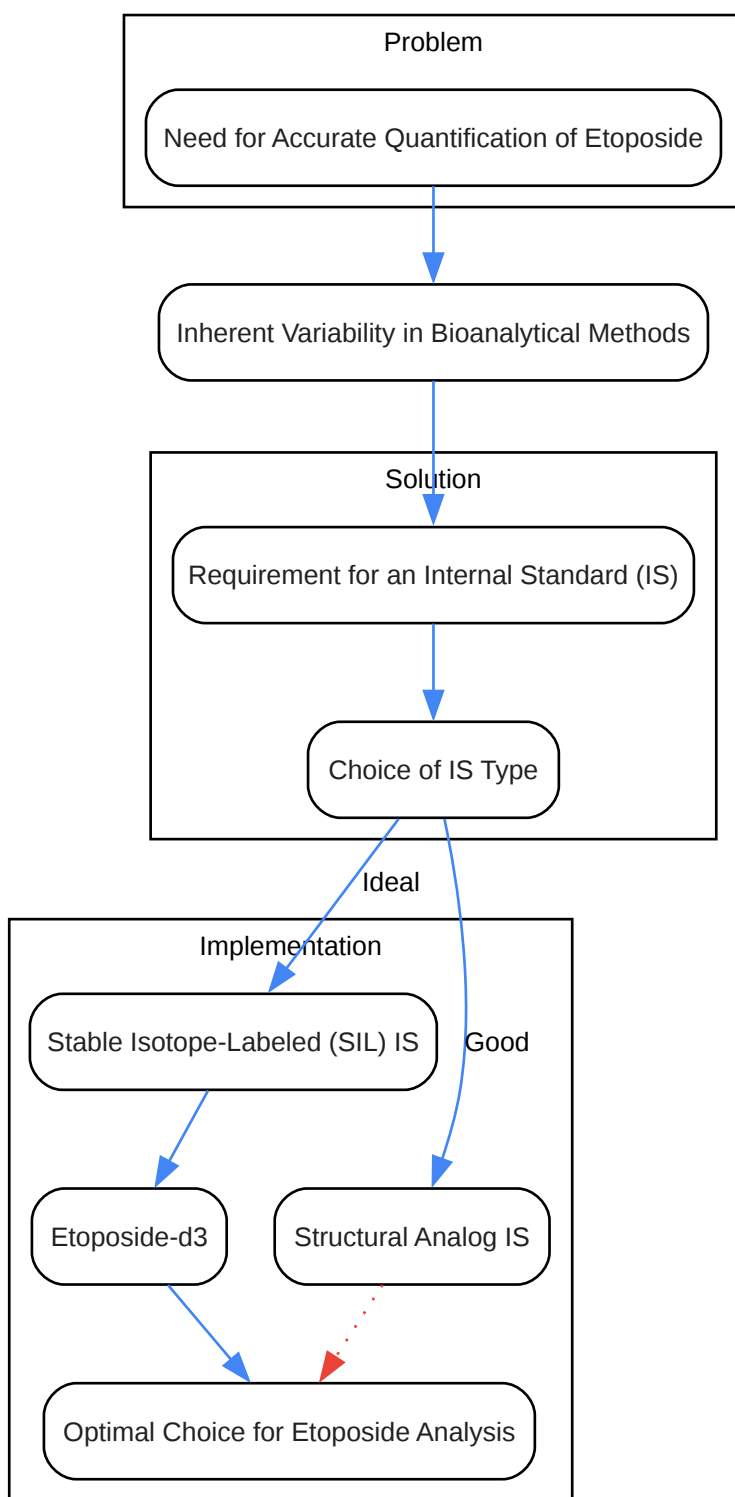 Problem
Need for Accurate Quantification of Etoposide
Inherent Variability in Bioanalytical Methods
Solution
Requirement for an Internal Standard (IS)
Choice of IS Type
Ideal
Implementation
Stable Isotope-Labeled (SIL) IS
Good
Etoposide-d3
Structural Analog IS
Optimal Choice for Etoposide Analysis